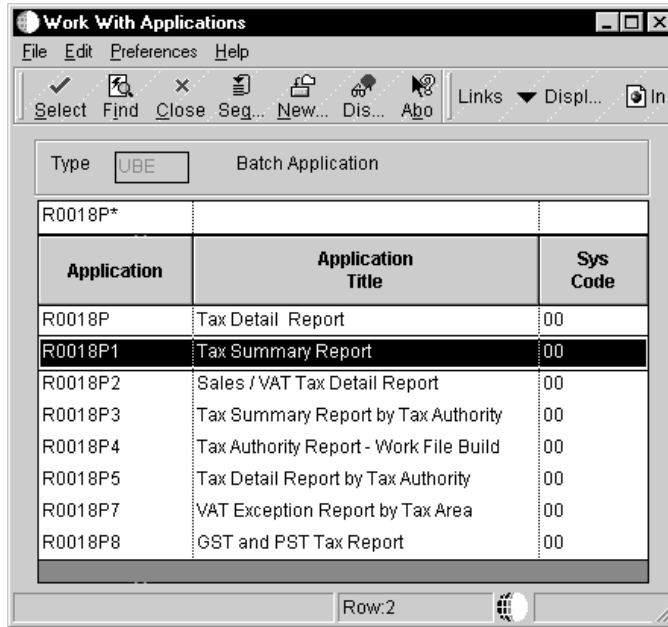 Work With Applications
File Edit Preferences Help
Select Find Close Seq... New... Dis... Abo Links Displ... In
Type UBE Batch Application
R0018P*
Application Application Title Sys Code
R0018P Tax Detail Report 00
R0018P1 Tax Summary Report 00
R0018P2 Sales / VAT Tax Detail Report 00
R0018P3 Tax Summary Report by Tax Authority 00
R0018P4 Tax Authority Report - Work File Build 00
R0018P5 Tax Detail Report by Tax Authority 00
R0018P7 VAT Exception Report by Tax Area 00
R0018P8 GST and PST Tax Report 00
Row:2